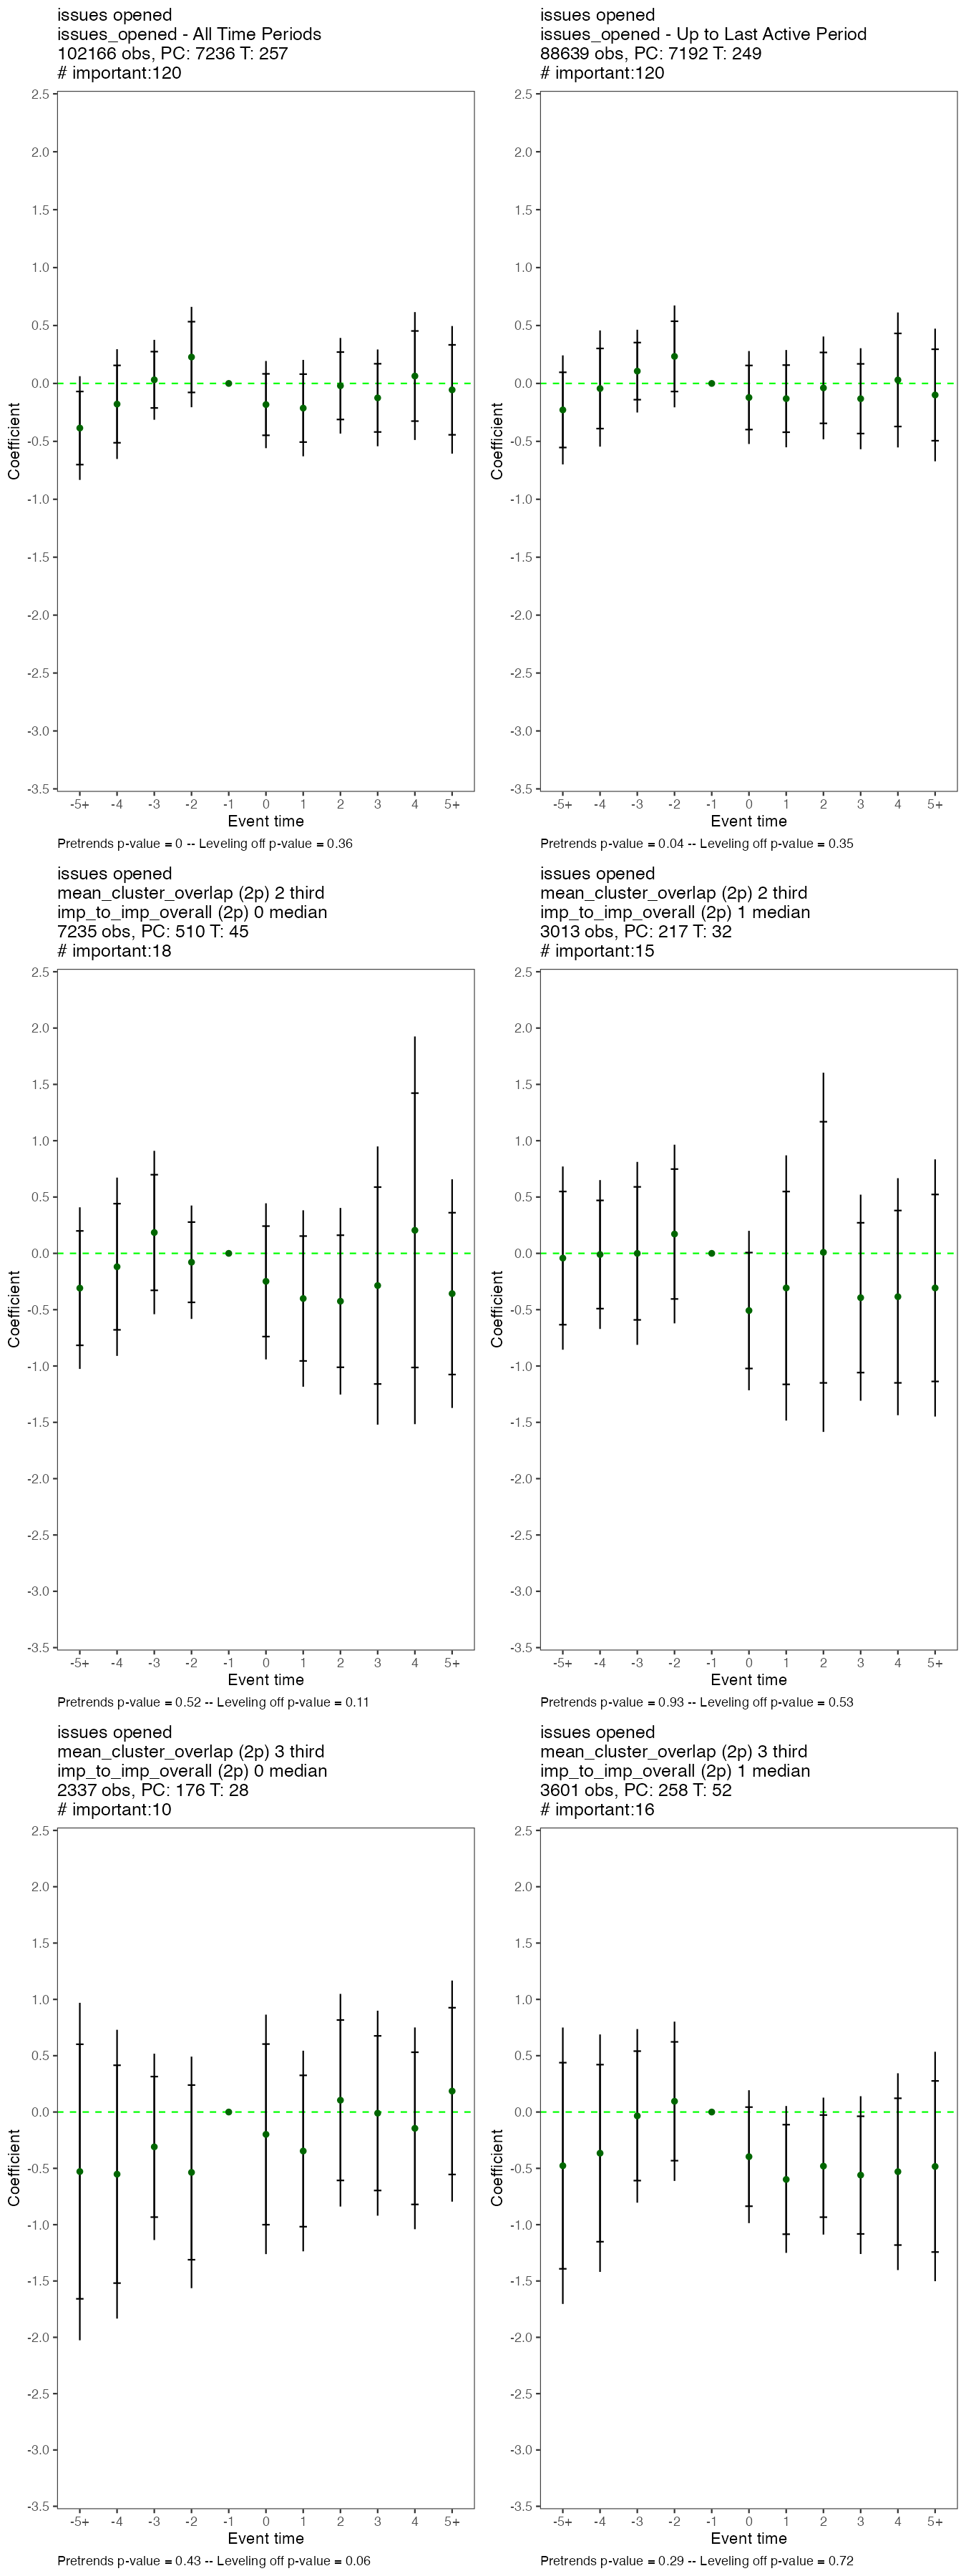 issues opened
issues_opened - All Time Periods
102166 obs, PC: 7236 T: 257
# important:120
2.5
2.0
1.5
1.0
0.5
0.0
-0.5
-1.0
-1.5
-2.0
-2.5
-3.0
-3.5
Coefficient
-5+ -4 -3 -2 -1 0 1 2 3 4 5+
Event time
Pretrends p-value = 0 -- Leveling off p-value = 0.36
issues opened
issues_opened - Up to Last Active Period
88639 obs, PC: 7192 T: 249
# important:120
2.5
2.0
1.5
1.0
0.5
0.0
-0.5
-1.0
-1.5
-2.0
-2.5
-3.0
-3.5
Coefficient
-5+ -4 -3 -2 -1 0 1 2 3 4 5+
Event time
Pretrends p-value = 0.04 -- Leveling off p-value = 0.35
issues opened
mean_cluster_overlap (2p) 2 third
imp_to_imp_overall (2p) 0 median
7235 obs, PC: 510 T: 45
# important:18
2.5
2.0
1.5
1.0
0.5
0.0
-0.5
-1.0
-1.5
-2.0
-2.5
-3.0
-3.5
Coefficient
-5+ -4 -3 -2 -1 0 1 2 3 4 5+
Event time
Pretrends p-value = 0.52 -- Leveling off p-value = 0.11
issues opened
mean_cluster_overlap (2p) 2 third
imp_to_imp_overall (2p) 1 median
3013 obs, PC: 217 T: 32
# important:15
2.5
2.0
1.5
1.0
0.5
0.0
-0.5
-1.0
-1.5
-2.0
-2.5
-3.0
-3.5
Coefficient
-5+ -4 -3 -2 -1 0 1 2 3 4 5+
Event time
Pretrends p-value = 0.93 -- Leveling off p-value = 0.53
issues opened
mean_cluster_overlap (2p) 3 third
imp_to_imp_overall (2p) 0 median
2337 obs, PC: 176 T: 28
# important:10
2.5
2.0
1.5
1.0
0.5
0.0
-0.5
-1.0
-1.5
-2.0
-2.5
-3.0
-3.5
Coefficient
-5+ -4 -3 -2 -1 0 1 2 3 4 5+
Event time
Pretrends p-value = 0.43 -- Leveling off p-value = 0.06
issues opened
mean_cluster_overlap (2p) 3 third
imp_to_imp_overall (2p) 1 median
3601 obs, PC: 258 T: 52
# important:16
2.5
2.0
1.5
1.0
0.5
0.0
-0.5
-1.0
-1.5
-2.0
-2.5
-3.0
-3.5
Coefficient
-5+ -4 -3 -2 -1 0 1 2 3 4 5+
Event time
Pretrends p-value = 0.29 -- Leveling off p-value = 0.72